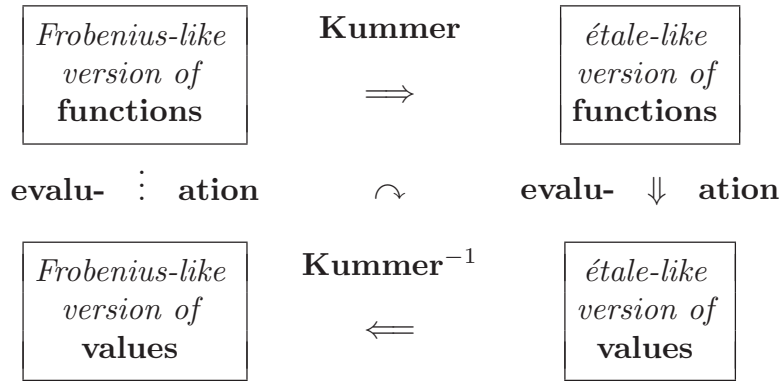 Frobenius-like
version of
functions
Kummer
⟹
étale-like
version of
functions
evalu- ⋮ ation
↷
evalu- ⇓ ation
Frobenius-like
version of
values
Kummer⁻¹
⟸
étale-like
version of
values